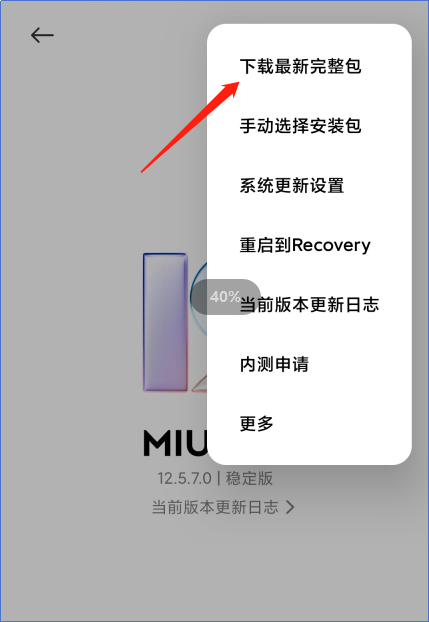 下载最新完整包
手动选择安装包
系统更新设置
重启到Recovery
40%
当前版本更新日志
内测申请
更多
MIU
12.5.7.0 | 稳定版
当前版本更新日志